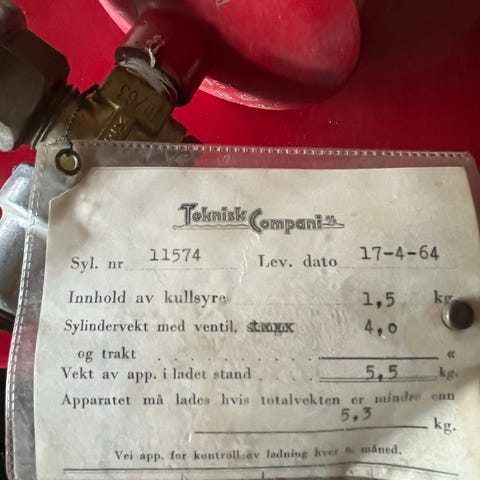 Teknisk Compani A/S
Syl. nr 11574 Lev. dato 17-4-64
Innhold av kullsyre 1,5 kg.
Sylindervekt med ventil, 4,0
og trakt . . . . . . . «
Vekt av app. i ladet stand . . . 5,5 kg.
Apparatet må lades hvis totalvekten er mindre enn
5,3 kg.
Vei app. for kontroll av ladning hver 6. måned.